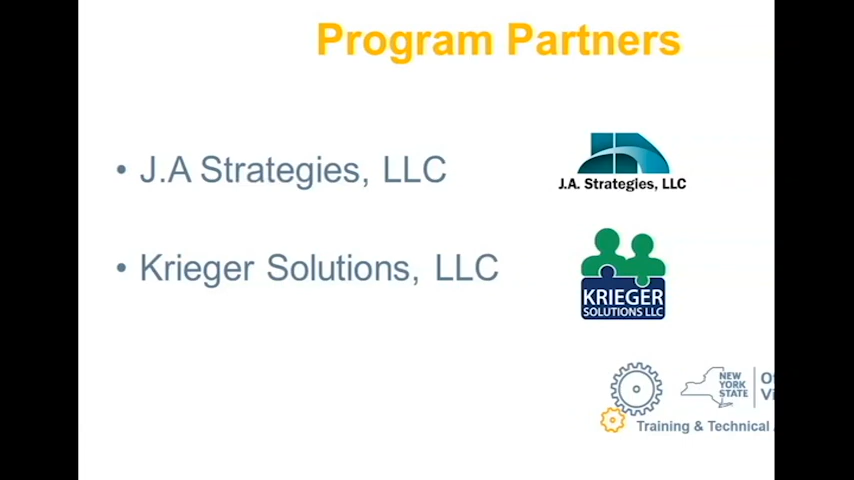 Program Partners
• J.A Strategies, LLC
J.A. Strategies, LLC
• Krieger Solutions, LLC
KRIEGER
SOLUTIONS LLC
NEW
YORK
STATE
Training & Technical